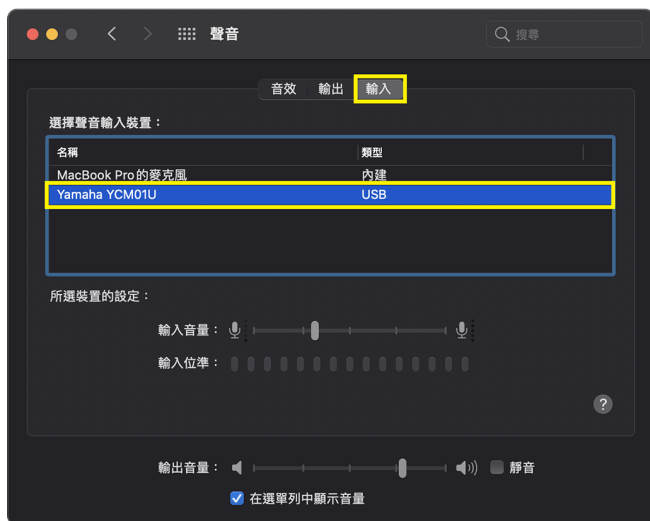 聲音
搜尋
音效 輸出 輸入
選擇聲音輸入裝置：
名稱 類型
MacBook Pro的麥克風 內建
Yamaha YCM01U USB
所選裝置的設定：
輸入音量：
輸入位準：
?
輸出音量： 靜音
在選單列中顯示音量